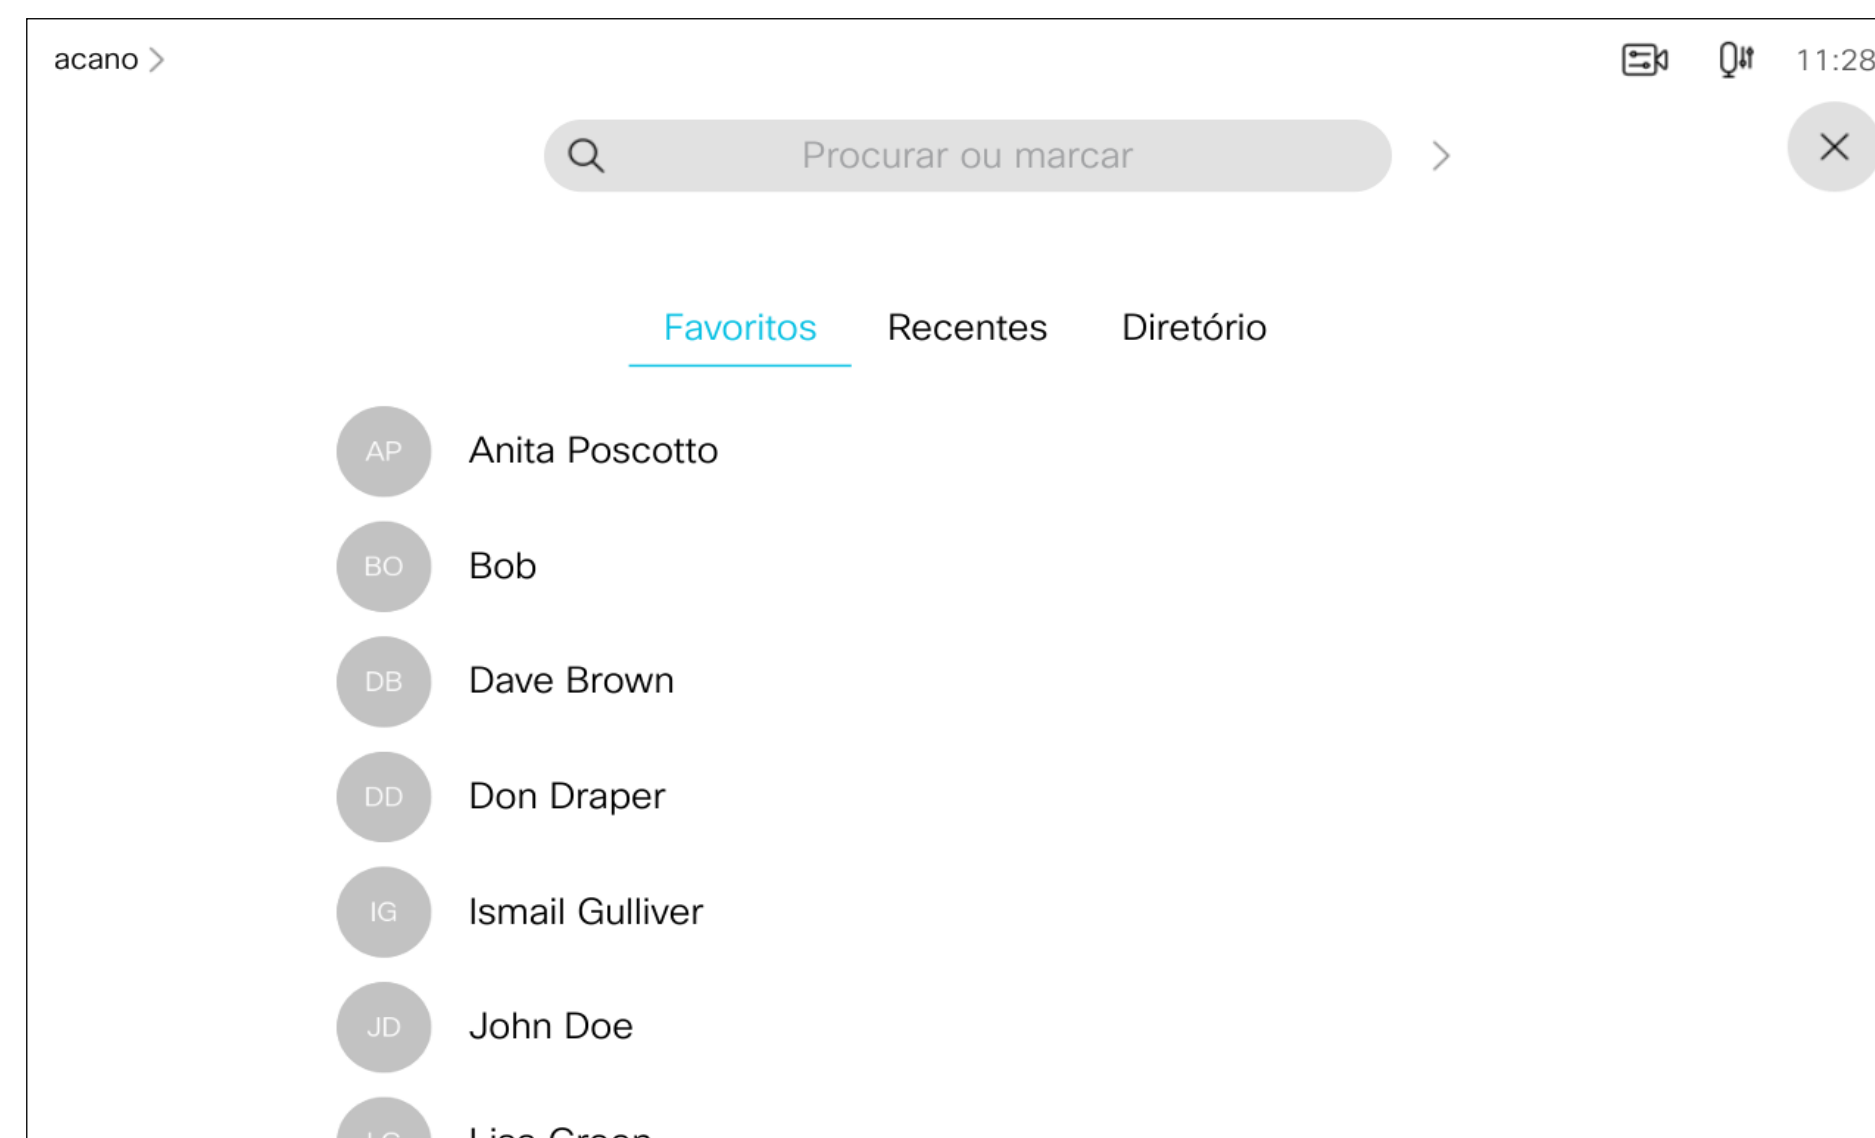 acano
11:28
Procurar ou marcar
Favoritos Recentes Diretório
AP Anita Poscotto
BO Bob
DB Dave Brown
DD Don Draper
IG Ismail Gulliver
JD John Doe